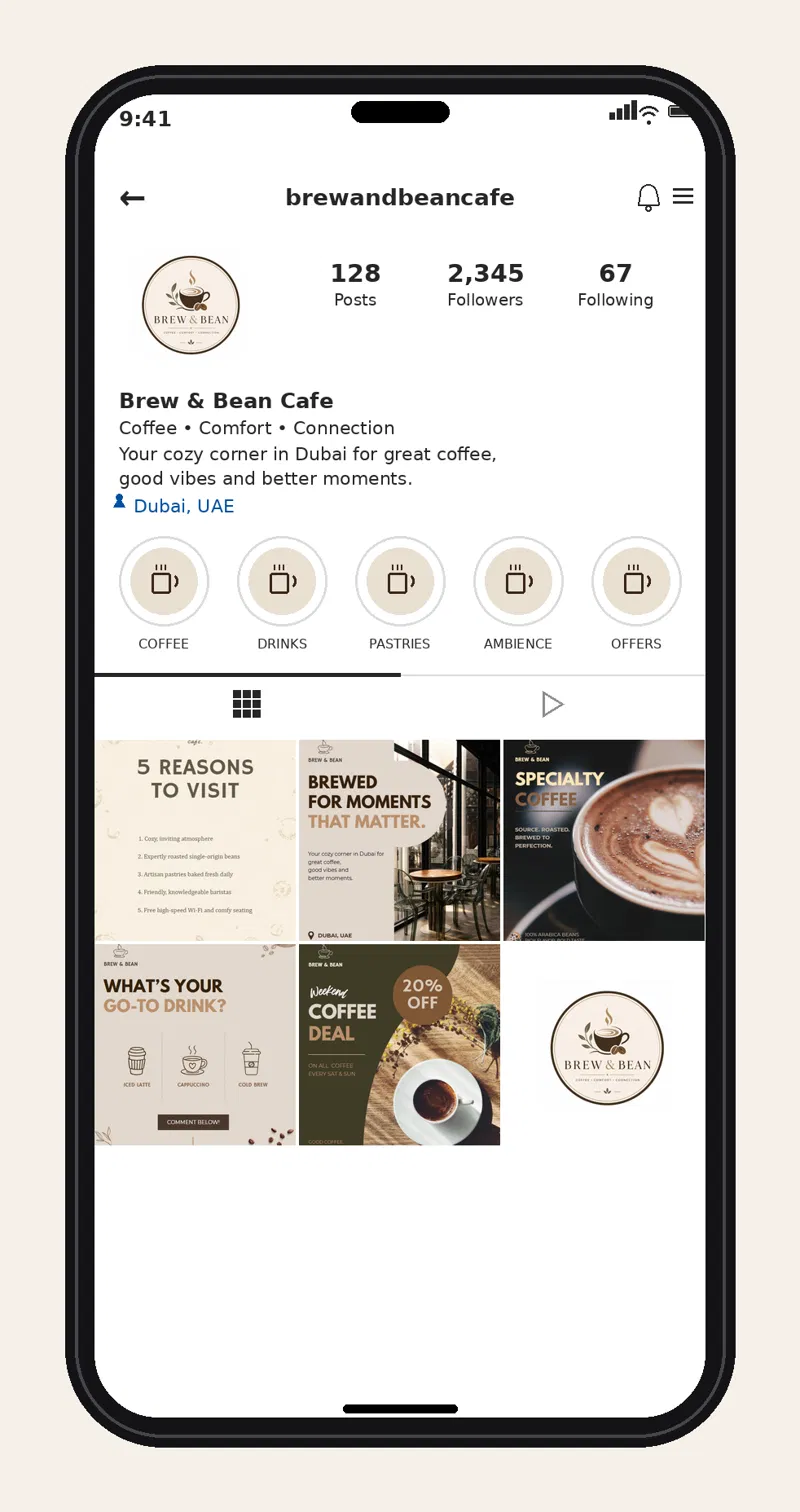 9:41
brewandbeancafe
128
Posts
2,345
Followers
67
Following
BREW & BEAN
COFFEE • COMFORT • CONNECTION
Brew & Bean Cafe
Coffee • Comfort • Connection
Your cozy corner in Dubai for great coffee,
good vibes and better moments.
Dubai, UAE
COFFEE
DRINKS
PASTRIES
AMBIENCE
OFFERS
cafe.
5 REASONS
TO VISIT
1. Cozy, inviting atmosphere
2. Expertly roasted single-origin beans
3. Artisan pastries baked fresh daily
4. Friendly, knowledgeable baristas
5. Free high-speed Wi-Fi and comfy seating
BREW & BEAN
BREWED
FOR MOMENTS
THAT MATTER.
Your cozy corner in Dubai for
great coffee,
good vibes and
better moments.
DUBAI, UAE
BREW & BEAN
SPECIALTY
COFFEE
SOURCE. ROASTED.
BREWED TO
PERFECTION.
100% ARABICA BEANS.
BREW & BEAN
WHAT'S YOUR
GO-TO DRINK?
ICED LATTE
CAPPUCCINO
COLD BREW
COMMENT BELOW!
BREW & BEAN
Weekend
COFFEE
DEAL
20%
OFF
ON ALL COFFEE
EVERY SAT & SUN
GOOD COFFEE.
BREW & BEAN
COFFEE • COMFORT • CONNECTION